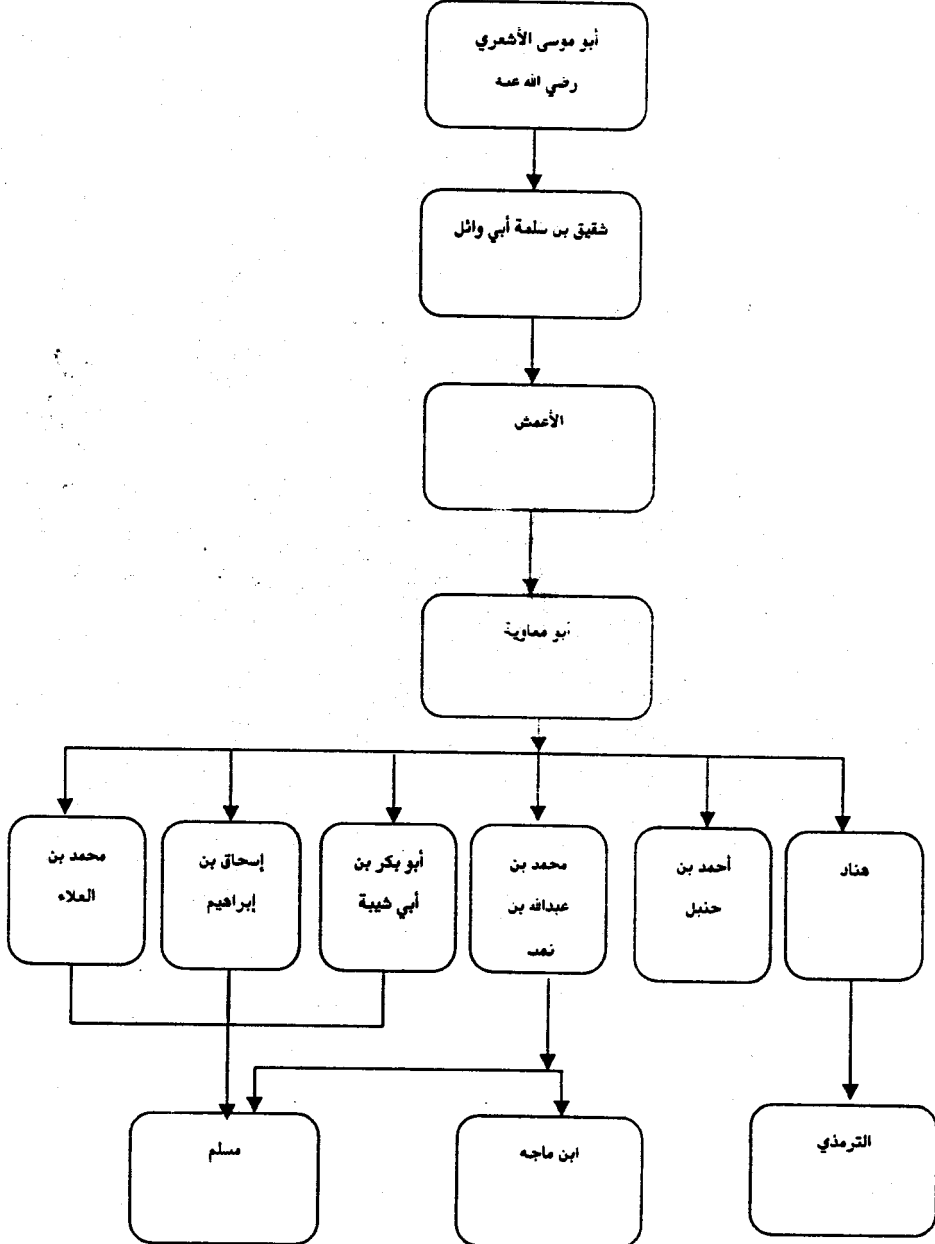 أبو موسى الأشعري
رضي الله عنه
شقيق بن سلمة أبي وائل
الأعمش
أبو معاوية
هناد
أحمد بن
حنبل
محمد بن
عبدالله بن
أبو بكر بن
أبي شيبة
إسحاق بن
إبراهيم
محمد بن
العلاء
الترمذي
ابن ماجه
مسلم